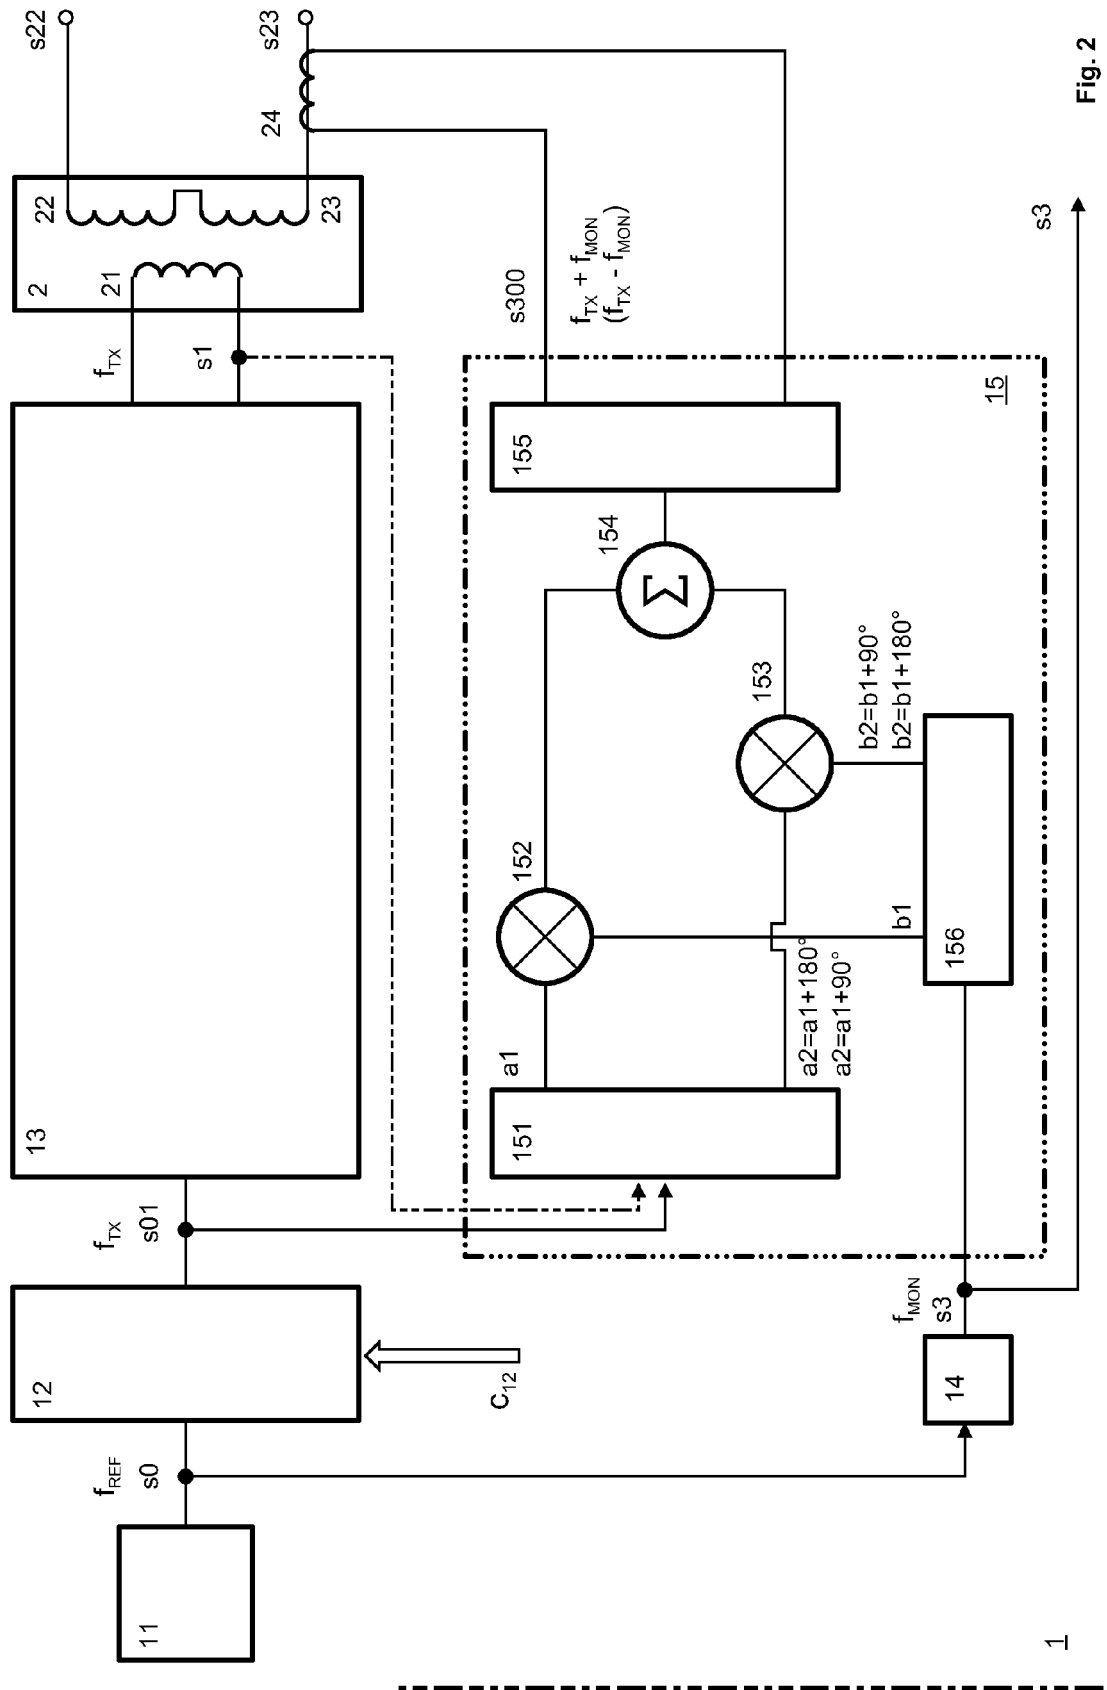 11
f_REF
s0
12
C_12
f_TX
s01
13
f_TX
s1
2
21
22
23
24
s22
s23
14
f_MON
s3
15
151
a1
a2=a1+180°
a2=a1+90°
152
153
b1
b2=b1+90°
b2=b1+180°
154
Σ
155
156
s300
f_TX + f_MON
(f_TX - f_MON)
s3
1
Fig. 2